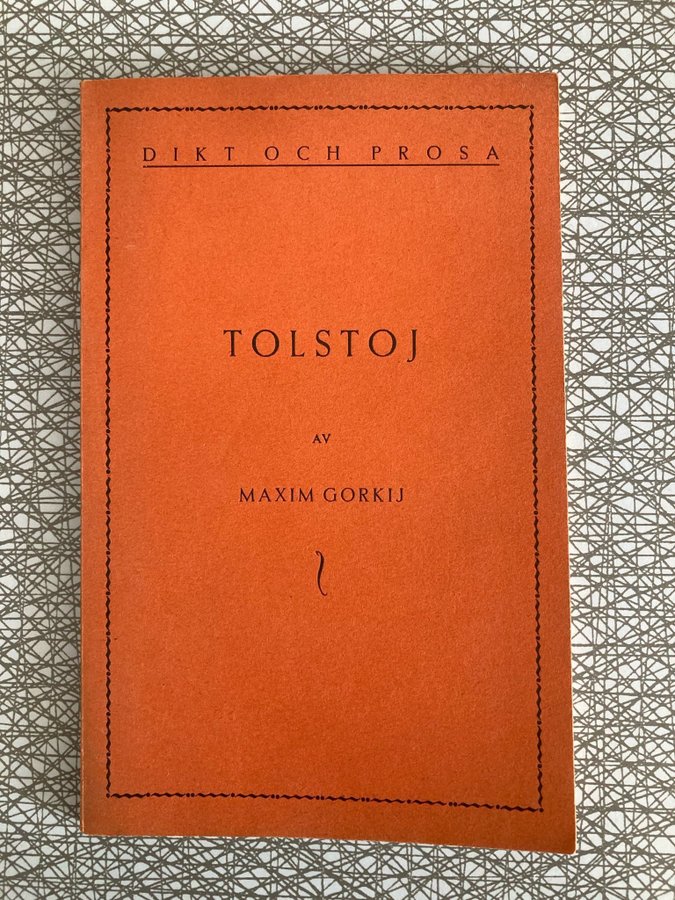 DIKT OCH PROSA
TOLSTOJ
AV
MAXIM GORKIJ